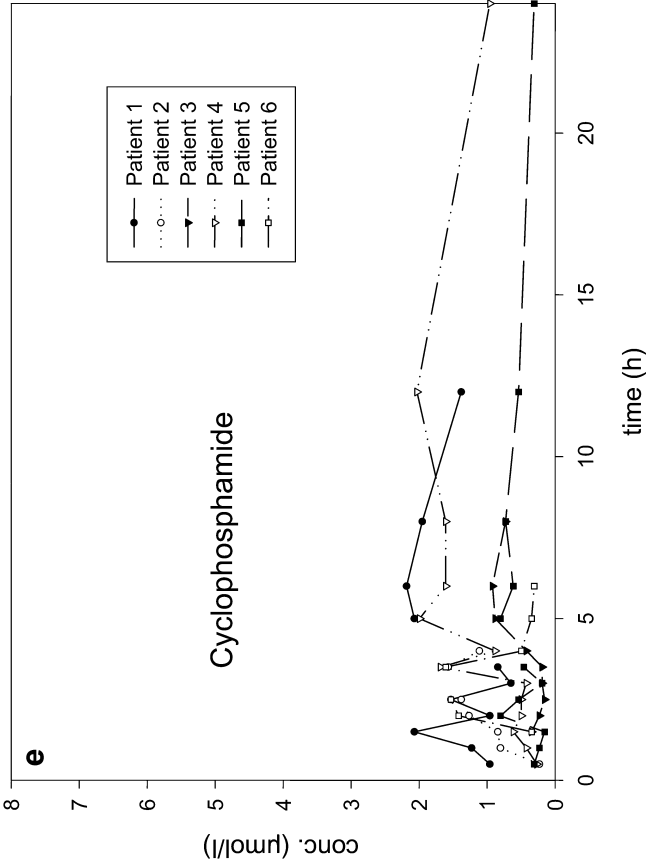 e
Cyclophosphamide
Patient 1
Patient 2
Patient 3
Patient 4
Patient 5
Patient 6
conc. (μmol/l)
8
7
6
5
4
3
2
1
0
0
5
10
15
20
time (h)